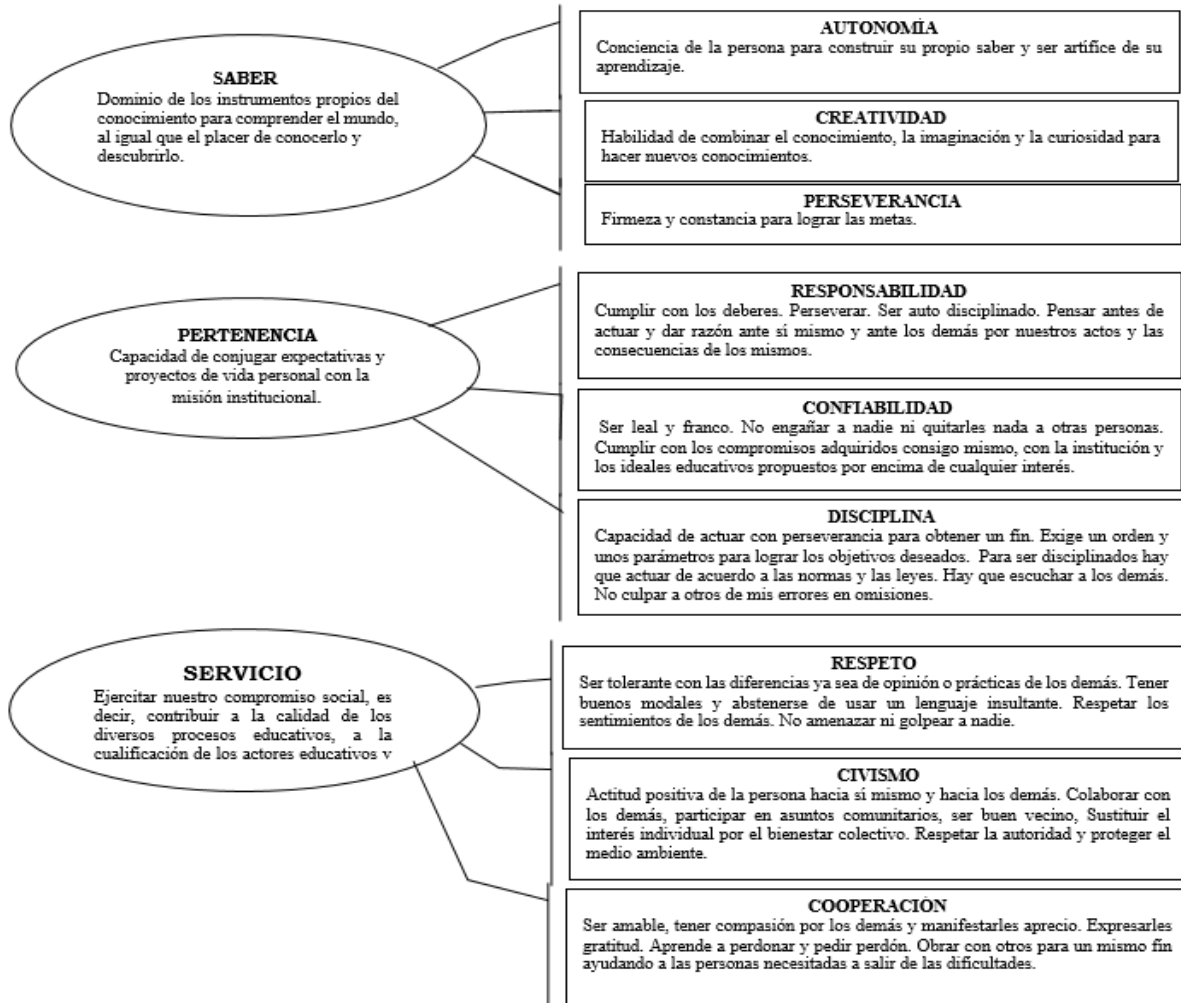 SABER
Dominio de los instrumentos propios del
conocimiento para comprender el mundo,
al igual que el placer de conocerlo y
descubrirlo.
AUTONOMÍA
Conciencia de la persona para construir su propio saber y ser artífice de su
aprendizaje.
CREATIVIDAD
Habilidad de combinar el conocimiento, la imaginación y la curiosidad para
hacer nuevos conocimientos.
PERSEVERANCIA
Firmeza y constancia para lograr las metas.
PERTENENCIA
Capacidad de conjugar expectativas y
proyectos de vida personal con la
misión institucional.
RESPONSABILIDAD
Cumplir con los deberes. Perseverar. Ser auto disciplinado. Pensar antes de
actuar y dar razón ante sí mismo y ante los demás por nuestros actos y las
consecuencias de los mismos.
CONFIABILIDAD
Ser leal y franco. No engañar a nadie ni quitarles nada a otras personas.
Cumplir con los compromisos adquiridos consigo mismo, con la institución y
los ideales educativos propuestos por encima de cualquier interés.
DISCIPLINA
Capacidad de actuar con perseverancia para obtener un fin. Exige un orden y
unos parámetros para lograr los objetivos deseados. Para ser disciplinados hay
que actuar de acuerdo a las normas y las leyes. Hay que escuchar a los demás.
No culpar a otros de mis errores en omisiones.
SERVICIO
Ejercitar nuestro compromiso social, es
decir, contribuir a la calidad de los
diversos procesos educativos, a la
cualificación de los actores educativos y
RESPETO
Ser tolerante con las diferencias ya sea de opinión o prácticas de los demás. Tener
buenos modales y abstenerse de usar un lenguaje insultante. Respetar los
sentimientos de los demás. No amenazar ni golpear a nadie.
CIVISMO
Actitud positiva de la persona hacia sí mismo y hacia los demás. Colaborar con
los demás, participar en asuntos comunitarios, ser buen vecino, Sustituir el
interés individual por el bienestar colectivo. Respetar la autoridad y proteger el
medio ambiente.
COOPERACIÓN
Ser amable, tener compasión por los demás y manifestarles aprecio. Expresarles
gratitud. Aprende a perdonar y pedir perdón. Obrar con otros para un mismo fin
ayudando a las personas necesitadas a salir de las dificultades.